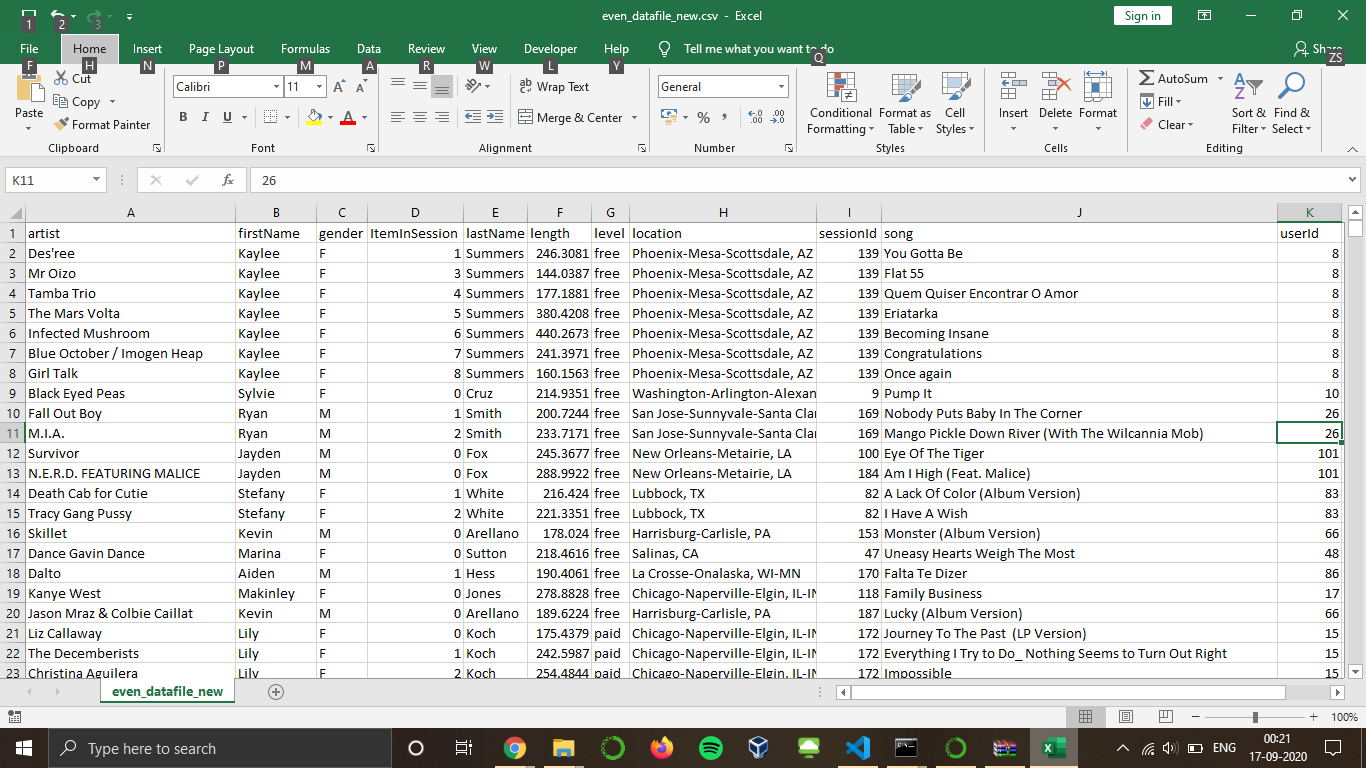 even_datafile_new.csv - Excel
Sign in
1 2 3
File Home Insert Page Layout Formulas Data Review View Developer Help Tell me what you want to do Share
F H N P M A R W L Y Q ZS
Paste
Cut
Copy
Format Painter
Clipboard
Calibri 11
B I U
Font
Wrap Text
Merge & Center
Alignment
General
Number
Conditional Formatting
Format as Table
Cell Styles
Styles
Insert Delete Format
Cells
AutoSum
Fill
Clear
Sort & Filter
Find & Select
Editing
K11 fx 26
A B C D E F G H I J K
1 artist firstName gender ItemInSession lastName length level location sessionId song userId
2 Des'ree Kaylee F 1 Summers 246.3081 free Phoenix-Mesa-Scottsdale, AZ 139 You Gotta Be 8
3 Mr Oizo Kaylee F 3 Summers 144.0387 free Phoenix-Mesa-Scottsdale, AZ 139 Flat 55 8
4 Tamba Trio Kaylee F 4 Summers 177.1881 free Phoenix-Mesa-Scottsdale, AZ 139 Quem Quiser Encontrar O Amor 8
5 The Mars Volta Kaylee F 5 Summers 380.4208 free Phoenix-Mesa-Scottsdale, AZ 139 Eriatarka 8
6 Infected Mushroom Kaylee F 6 Summers 440.2673 free Phoenix-Mesa-Scottsdale, AZ 139 Becoming Insane 8
7 Blue October / Imogen Heap Kaylee F 7 Summers 241.3971 free Phoenix-Mesa-Scottsdale, AZ 139 Congratulations 8
8 Girl Talk Kaylee F 8 Summers 160.1563 free Phoenix-Mesa-Scottsdale, AZ 139 Once again 8
9 Black Eyed Peas Sylvie F 0 Cruz 214.9351 free Washington-Arlington-Alexan 9 Pump It 10
10 Fall Out Boy Ryan M 1 Smith 200.7244 free San Jose-Sunnyvale-Santa Clar 169 Nobody Puts Baby In The Corner 26
11 M.I.A. Ryan M 2 Smith 233.7171 free San Jose-Sunnyvale-Santa Clar 169 Mango Pickle Down River (With The Wilcannia Mob) 26
12 Survivor Jayden M 0 Fox 245.3677 free New Orleans-Metairie, LA 100 Eye Of The Tiger 101
13 N.E.R.D. FEATURING MALICE Jayden M 0 Fox 288.9922 free New Orleans-Metairie, LA 184 Am I High (Feat. Malice) 101
14 Death Cab for Cutie Stefany F 1 White 216.424 free Lubbock, TX 82 A Lack Of Color (Album Version) 83
15 Tracy Gang Pussy Stefany F 2 White 221.3351 free Lubbock, TX 82 I Have A Wish 83
16 Skillet Kevin M 0 Arellano 178.024 free Harrisburg-Carlisle, PA 153 Monster (Album Version) 66
17 Dance Gavin Dance Marina F 0 Sutton 218.4616 free Salinas, CA 47 Uneasy Hearts Weigh The Most 48
18 Dalto Aiden M 1 Hess 190.4061 free La Crosse-Onalaska, WI-MN 170 Falta Te Dizer 86
19 Kanye West Makinley F 0 Jones 278.8828 free Chicago-Naperville-Elgin, IL-IN 118 Family Business 17
20 Jason Mraz & Colbie Caillat Kevin M 0 Arellano 189.6224 free Harrisburg-Carlisle, PA 187 Lucky (Album Version) 66
21 Liz Callaway Lily F 0 Koch 175.4379 paid Chicago-Naperville-Elgin, IL-IN 172 Journey To The Past (LP Version) 15
22 The Decemberists Lily F 1 Koch 242.5987 paid Chicago-Naperville-Elgin, IL-IN 172 Everything I Try to Do_ Nothing Seems to Turn Out Right 15
23 Christina Aguilera Lily F 2 Koch 254.4844 paid Chicago-Naperville-Elgin, IL-IN 172 Impossible 15
even_datafile_new
100%
Type here to search
ENG
00:21
17-09-2020